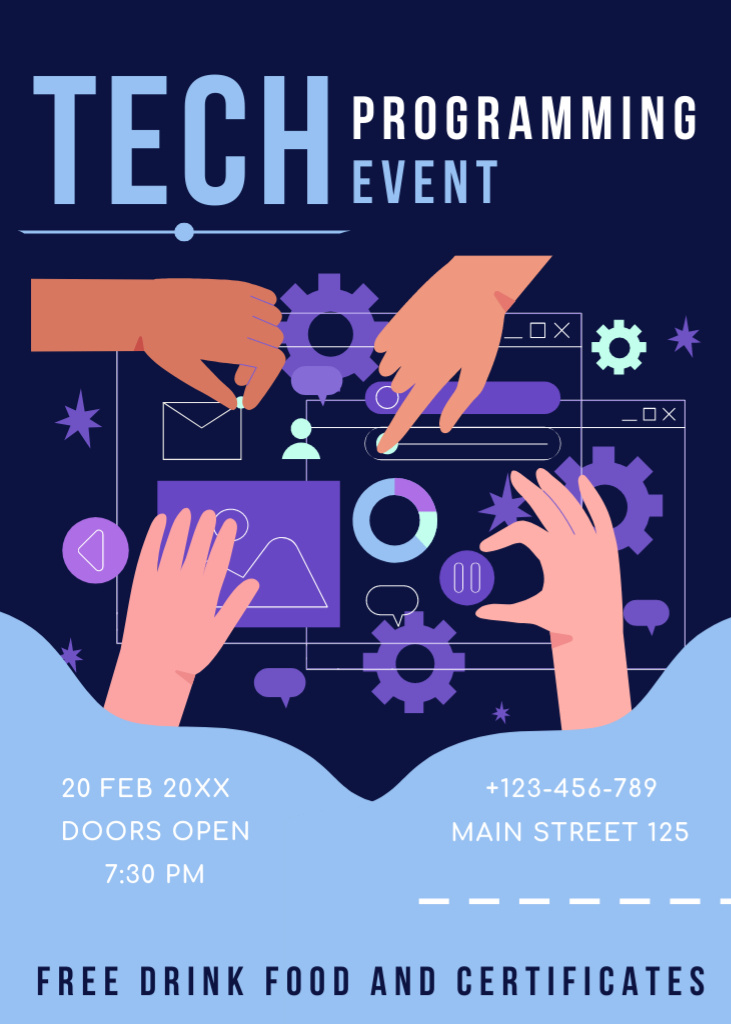 TECH
PROGRAMMING
EVENT
20 FEB 20XX
DOORS OPEN
7:30 PM
+123-456-789
MAIN STREET 125
FREE DRINK FOOD AND CERTIFICATES